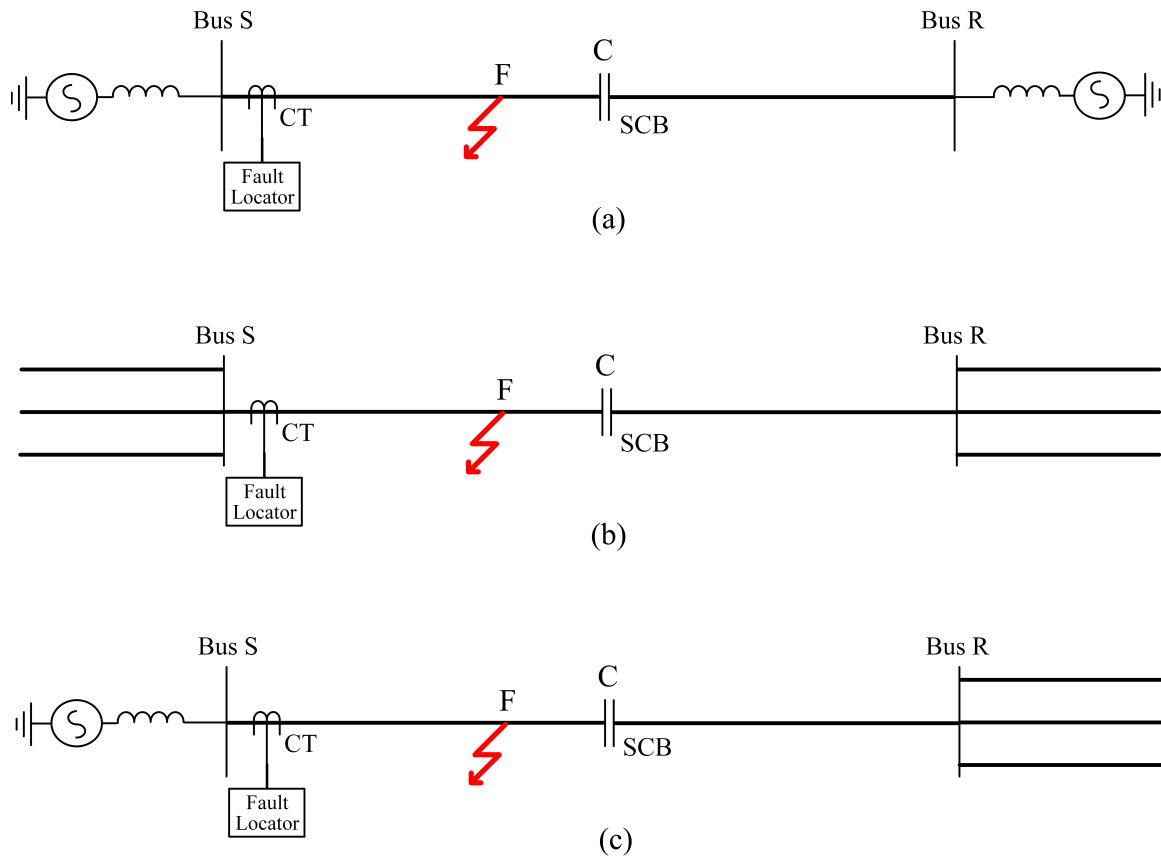 Bus S
Bus R
C
F
CT
SCB
Fault
Locator
(a)
Bus S
Bus R
C
F
CT
SCB
Fault
Locator
(b)
Bus S
Bus R
C
F
CT
SCB
Fault
Locator
(c)